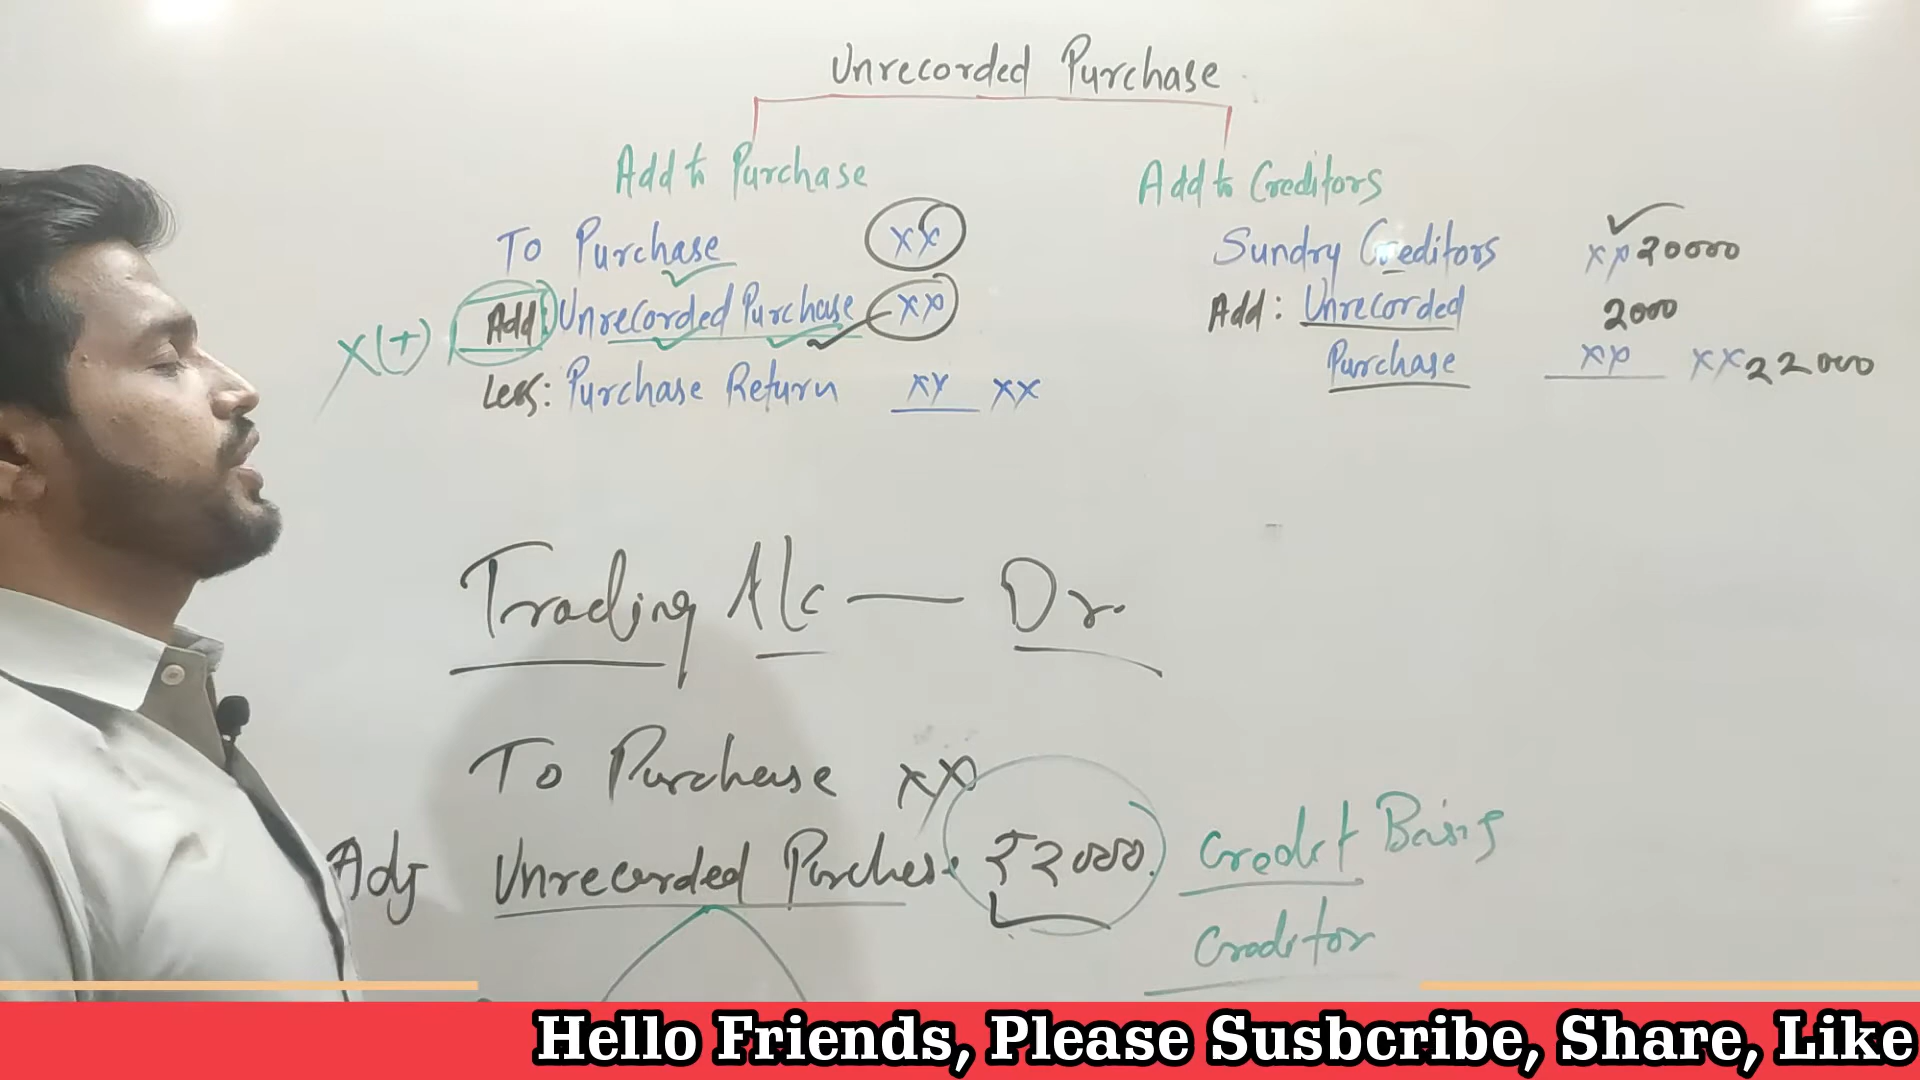 Unrecorded Purchase
Add to Purchase
To Purchase xx
x(+) Add: Unrecorded Purchase xx
Less: Purchase Return xx xx
Add to Creditors
Sundry Creditors xx 20000
Add: Unrecorded 2000
Purchase xx xx 22000
Trading A/c — Dr.
To Purchase xx
Adj Unrecorded Purchase ₹2000. Credit Basis
Creditor
Hello Friends, Please Susbcribe, Share, Like